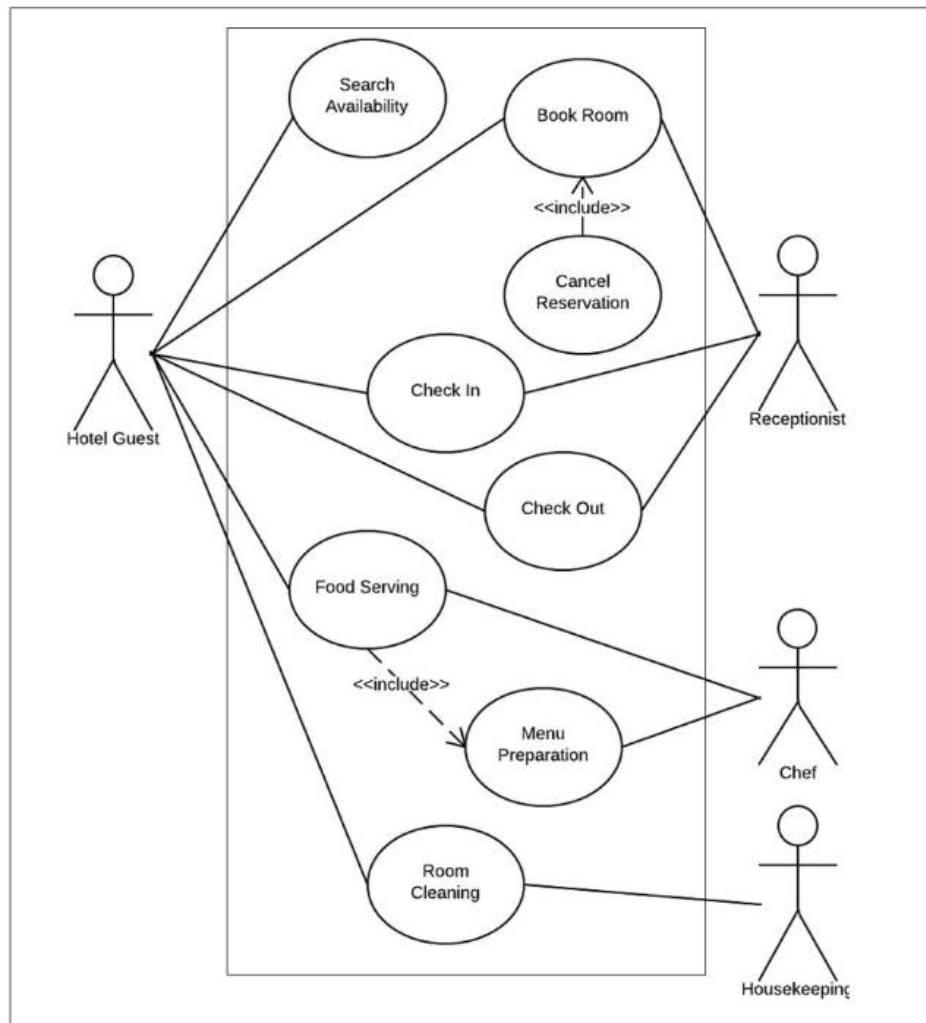 Search
Availability
Book Room
<<include>>
Cancel
Reservation
Check In
Hotel Guest
Receptionist
Check Out
Food Serving
<<include>>
Menu
Preparation
Chef
Room
Cleaning
Housekeeping